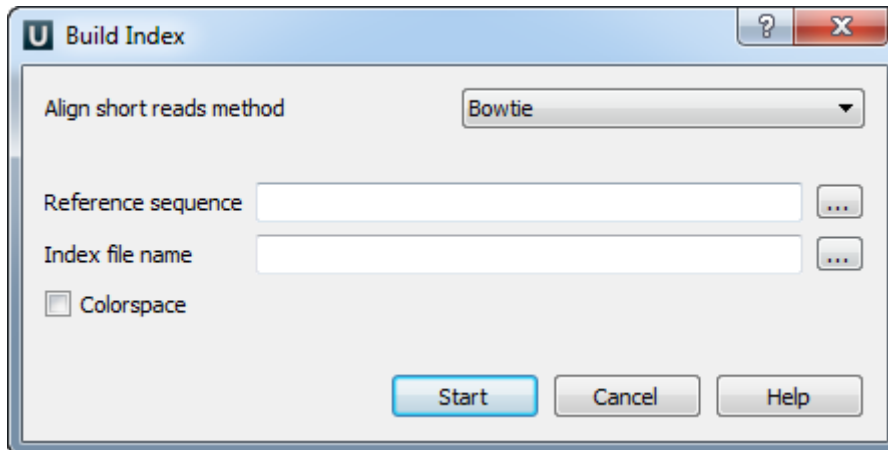 U Build Index ? X
Align short reads method Bowtie
Reference sequence ...
Index file name ...
Colorspace
Start Cancel Help